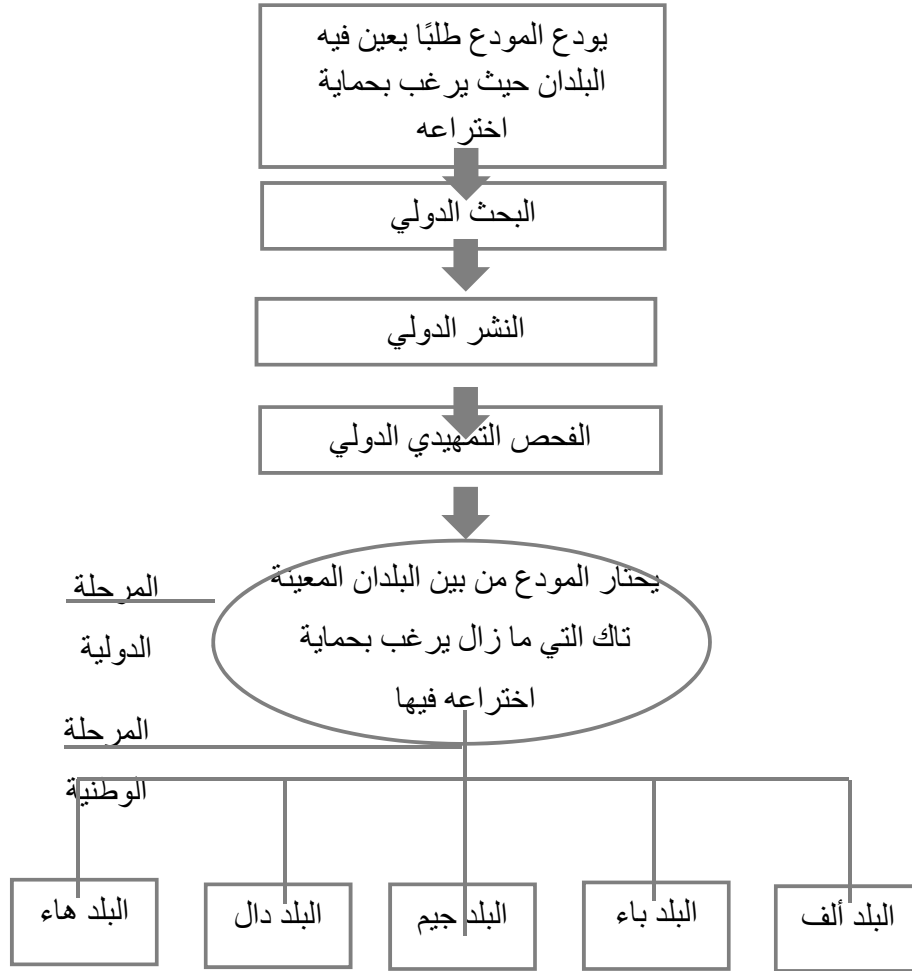 يودع المودع طلبًا يعين فيه
البلدان حيث يرغب بحماية
اختراعه
البحث الدولي
النشر الدولي
الفحص التمهيدي الدولي
يختار المودع من بين البلدان المعينة
تاك التي ما زال يرغب بحماية
اختراعه فيها
المرحلة
الدولية
المرحلة
الوطنية
البلد ألف
البلد باء
البلد جيم
البلد دال
البلد هاء